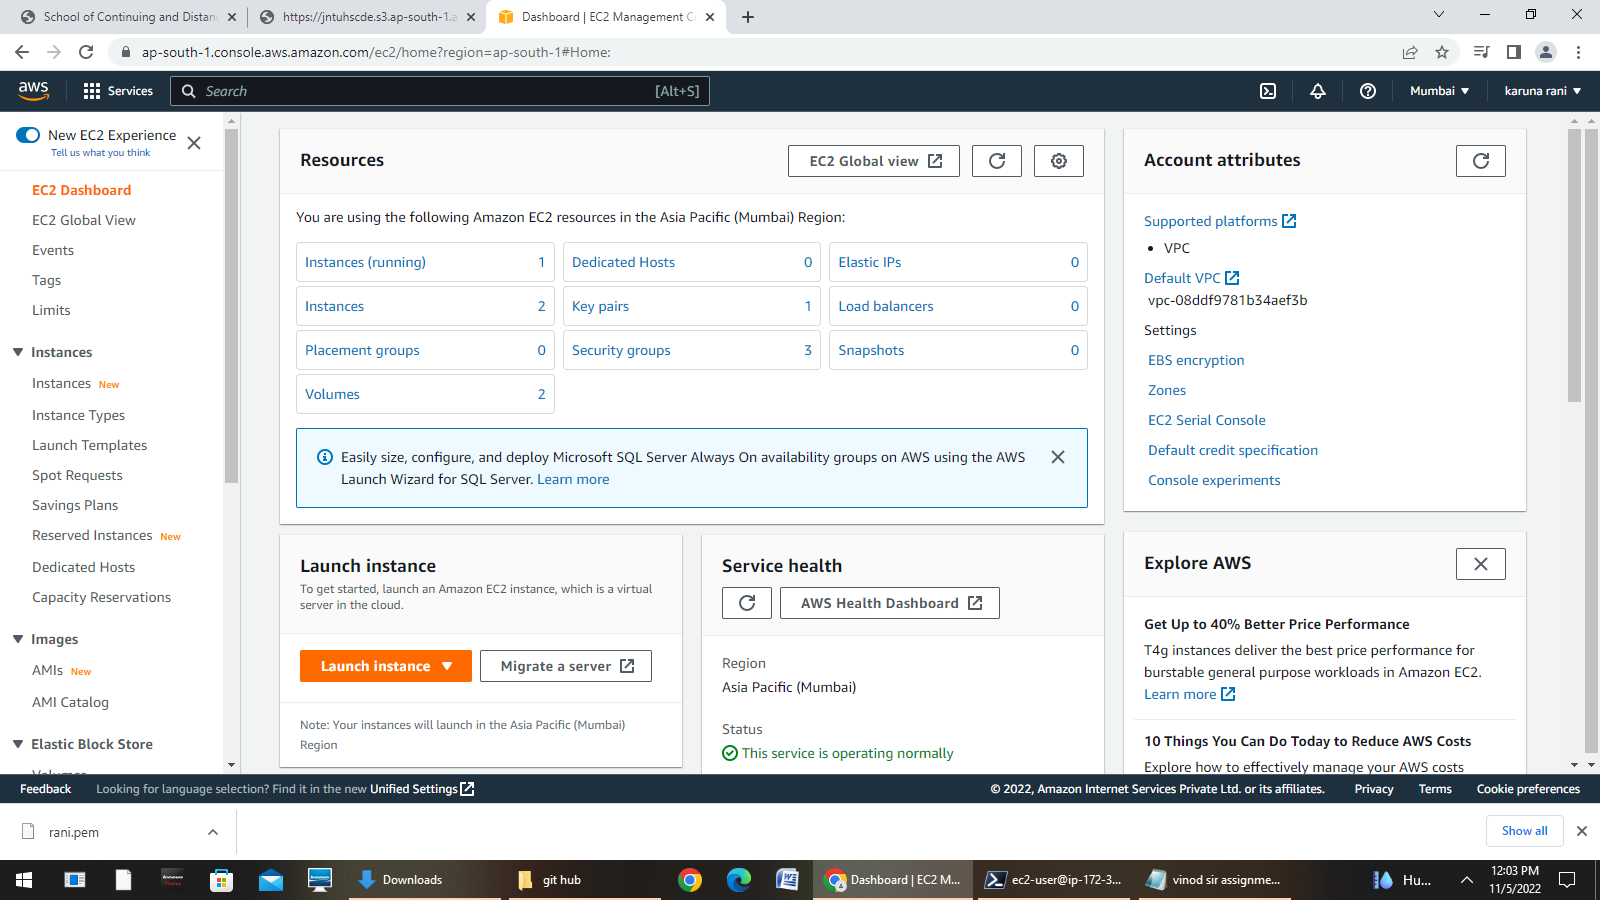 School of Continuing and Distan
https://jntuhscde.s3.ap-south-1.a
Dashboard | EC2 Management C
ap-south-1.console.aws.amazon.com/ec2/home?region=ap-south-1#Home:
aws
Services
Search
[Alt+S]
Mumbai
karuna rani
New EC2 Experience
Tell us what you think
EC2 Dashboard
EC2 Global View
Events
Tags
Limits
Instances
Instances New
Instance Types
Launch Templates
Spot Requests
Savings Plans
Reserved Instances New
Dedicated Hosts
Capacity Reservations
Images
AMIs New
AMI Catalog
Elastic Block Store
Volumes
Resources
EC2 Global view
You are using the following Amazon EC2 resources in the Asia Pacific (Mumbai) Region:
Instances (running) 1
Dedicated Hosts 0
Elastic IPs 0
Instances 2
Key pairs 1
Load balancers 0
Placement groups 0
Security groups 3
Snapshots 0
Volumes 2
Easily size, configure, and deploy Microsoft SQL Server Always On availability groups on AWS using the AWS
Launch Wizard for SQL Server. Learn more
Launch instance
To get started, launch an Amazon EC2 instance, which is a virtual
server in the cloud.
Launch instance
Migrate a server
Note: Your instances will launch in the Asia Pacific (Mumbai)
Region
Service health
AWS Health Dashboard
Region
Asia Pacific (Mumbai)
Status
This service is operating normally
Account attributes
Supported platforms
VPC
Default VPC
vpc-08ddf9781b34aef3b
Settings
EBS encryption
Zones
EC2 Serial Console
Default credit specification
Console experiments
Explore AWS
Get Up to 40% Better Price Performance
T4g instances deliver the best price performance for
burstable general purpose workloads in Amazon EC2.
Learn more
10 Things You Can Do Today to Reduce AWS Costs
Explore how to effectively manage your AWS costs
Feedback
Looking for language selection? Find it in the new Unified Settings
© 2022, Amazon Internet Services Private Ltd. or its affiliates.
Privacy
Terms
Cookie preferences
rani.pem
Show all
Downloads
git hub
Dashboard | EC2 M...
ec2-user@ip-172-3...
vinod sir assignme...
Hu...
12:03 PM
11/5/2022